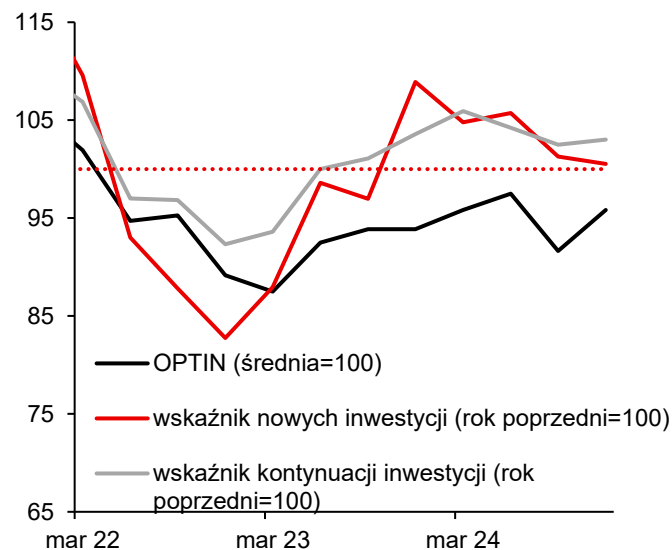 115
105
95
85
75
65
OPTIN (średnia=100)
wskaźnik nowych inwestycji (rok poprzedni=100)
wskaźnik kontynuacji inwestycji (rok
poprzedni=100)
mar 22
mar 23
mar 24